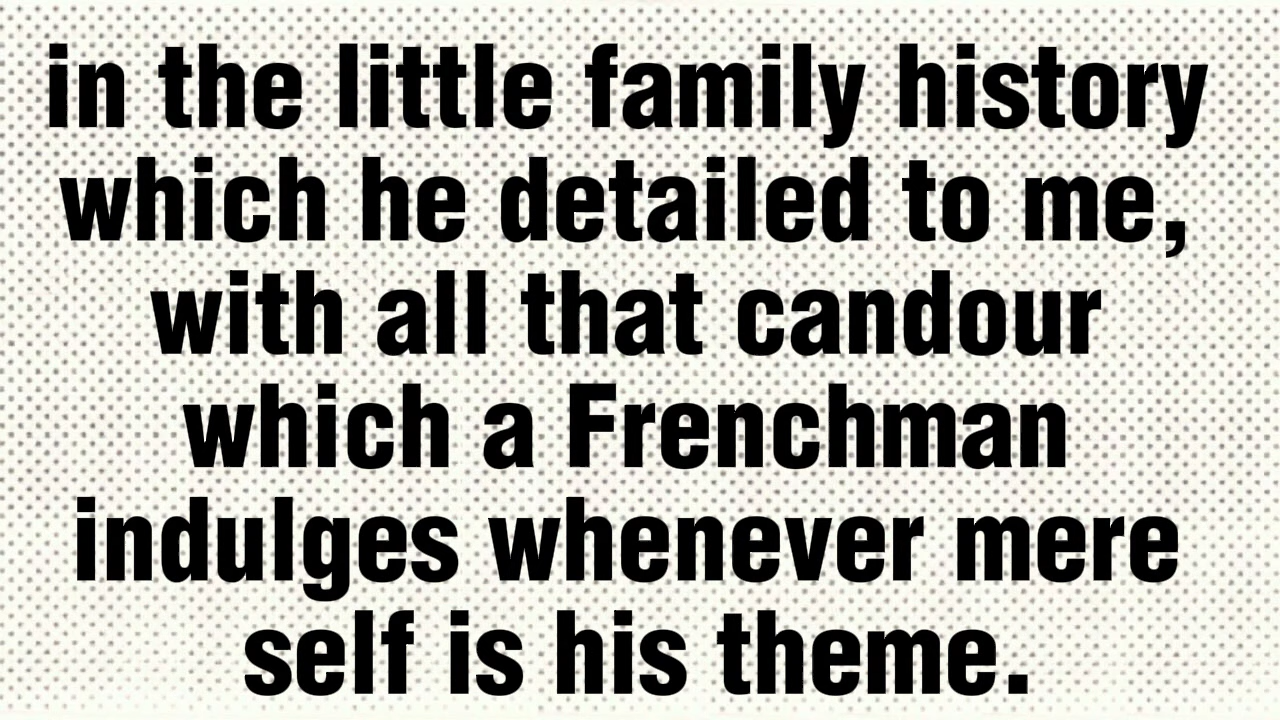 in the little family history
which he detailed to me,
with all that candour
which a Frenchman
indulges whenever mere
self is his theme.